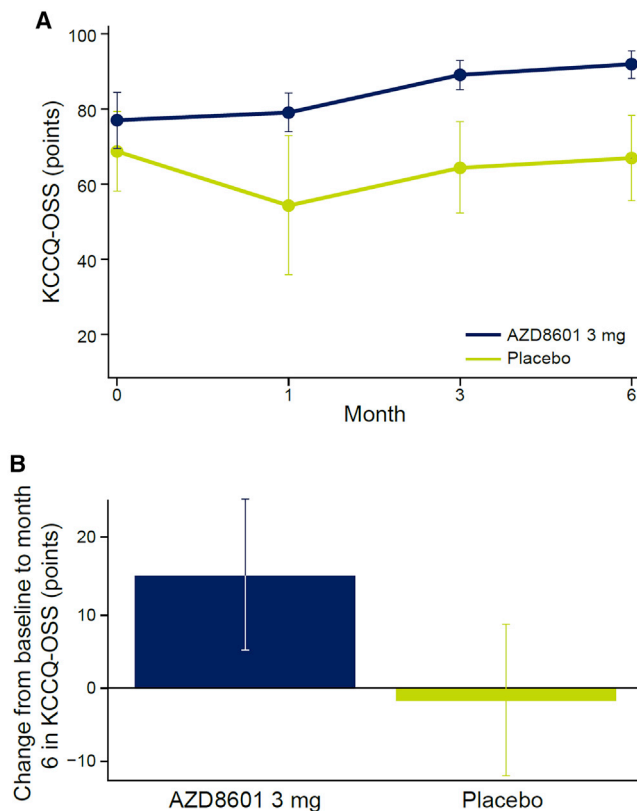 A
KCCQ-OSS (points)
100
80
60
40
20
AZD8601 3 mg
Placebo
0
1
3
6
Month
B
Change from baseline to month
6 in KCCQ-OSS (points)
20
10
0
−10
AZD8601 3 mg
Placebo